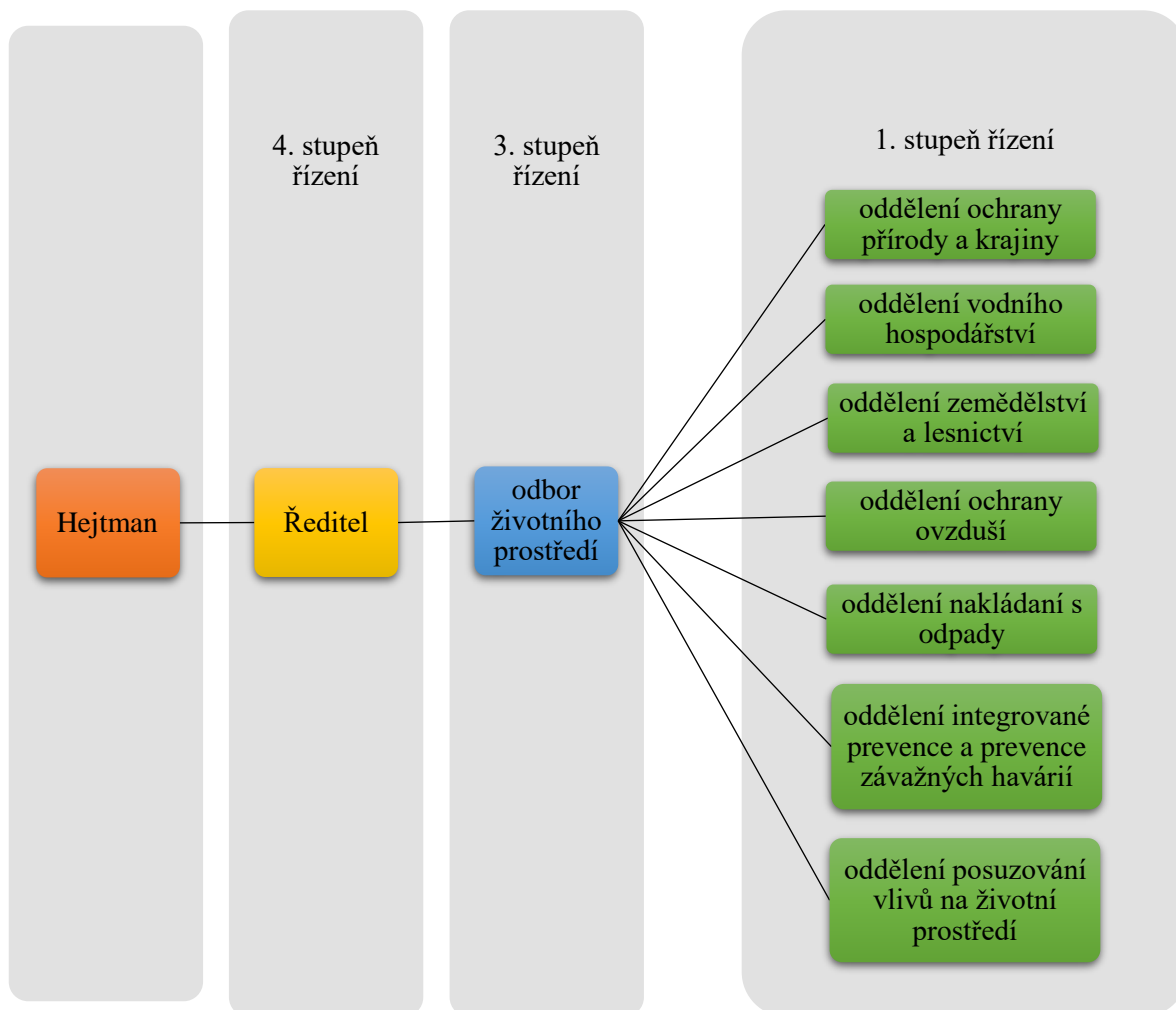 4. stupeň
řízení
3. stupeň
řízení
1. stupeň řízení
Hejtman
Ředitel
odbor
životního
prostředí
oddělení ochrany
přírody a krajiny
oddělení vodního
hospodářství
oddělení zemědělství
a lesnictví
oddělení ochrany
ovzduší
oddělení nakládaní s
odpady
oddělení integrované
prevence a prevence
závažných havárií
oddělení posuzování
vlivů na životní
prostředí